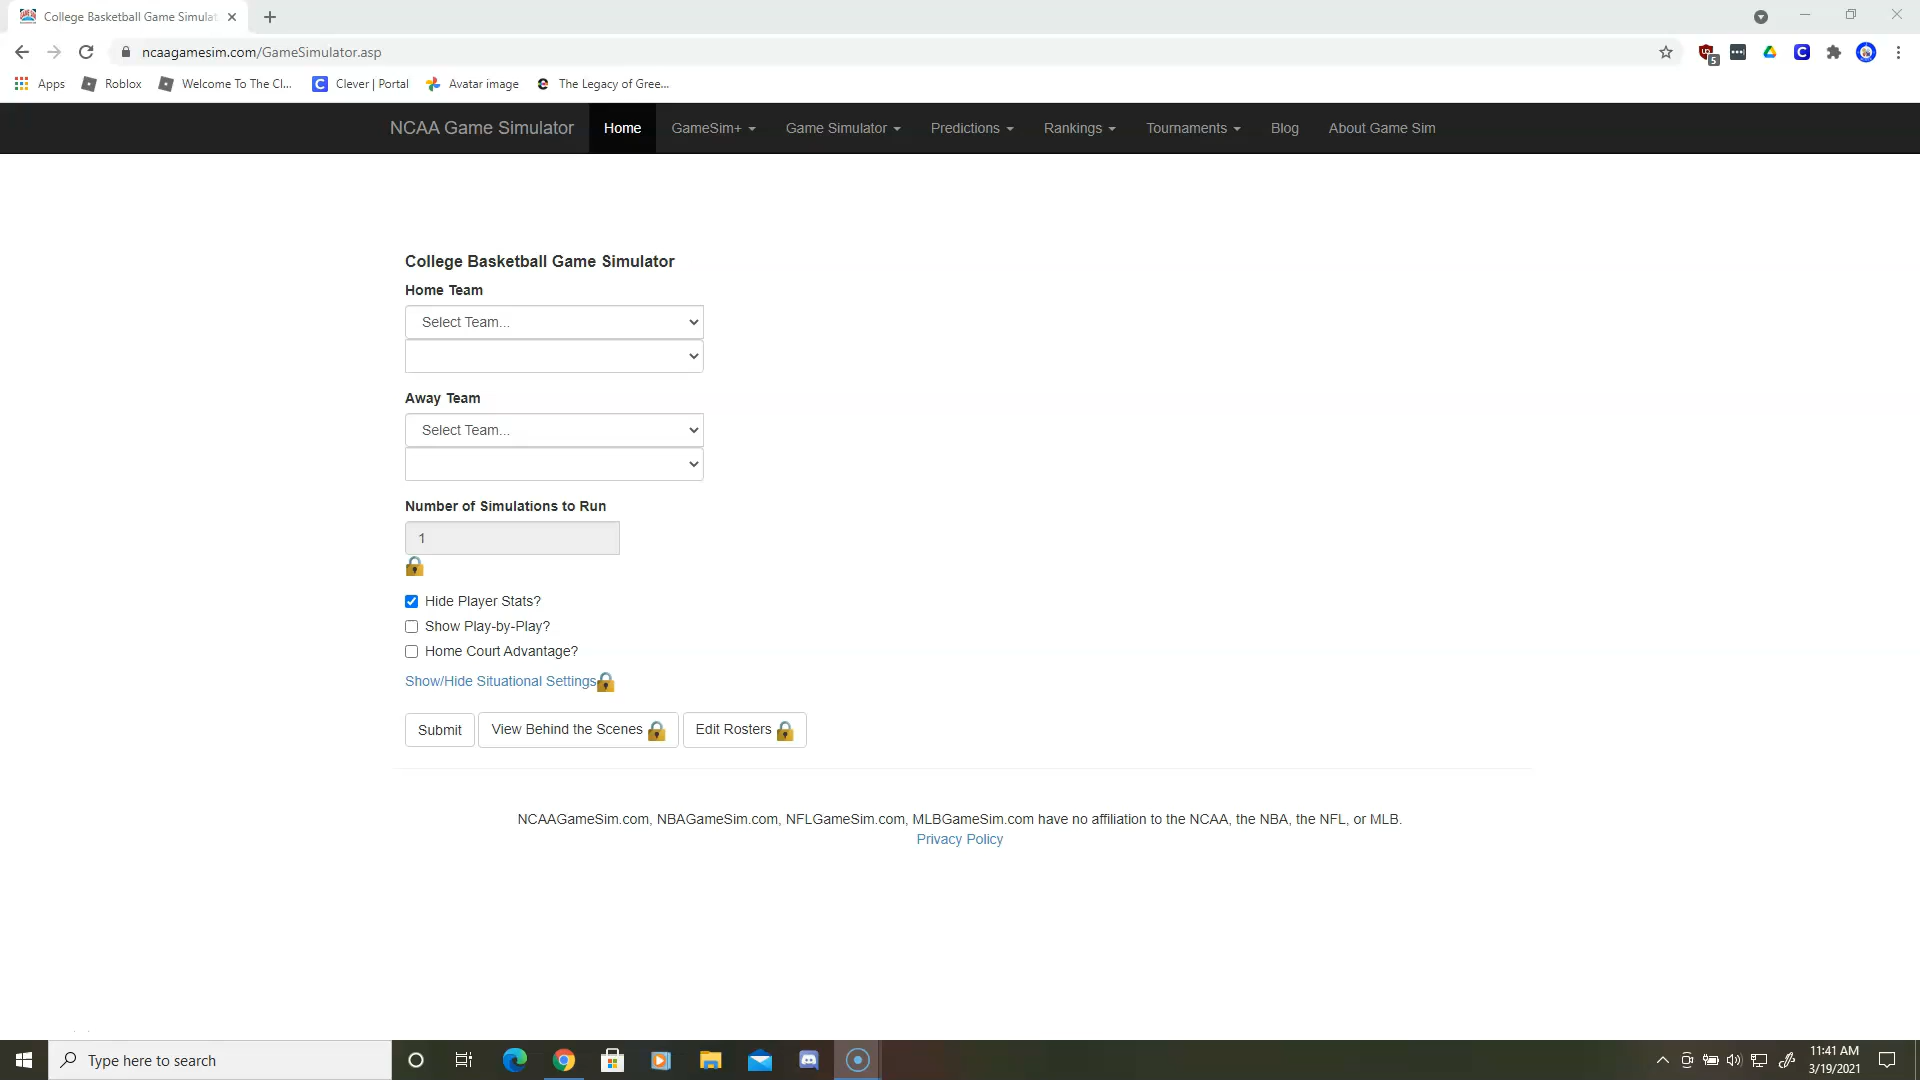 College Basketball Game Simulat
ncaagamesim.com/GameSimulator.asp
5
Apps Roblox Welcome To The Cl... Clever | Portal Avatar image The Legacy of Gree...
NCAA Game Simulator Home GameSim+ Game Simulator Predictions Rankings Tournaments Blog About Game Sim
College Basketball Game Simulator
Home Team
Select Team...
Away Team
Select Team...
Number of Simulations to Run
1
Hide Player Stats?
Show Play-by-Play?
Home Court Advantage?
Show/Hide Situational Settings
Submit View Behind the Scenes Edit Rosters
NCAAGameSim.com, NBAGameSim.com, NFLGameSim.com, MLBGameSim.com have no affiliation to the NCAA, the NBA, the NFL, or MLB.
Privacy Policy
Type here to search
11:41 AM
3/19/2021